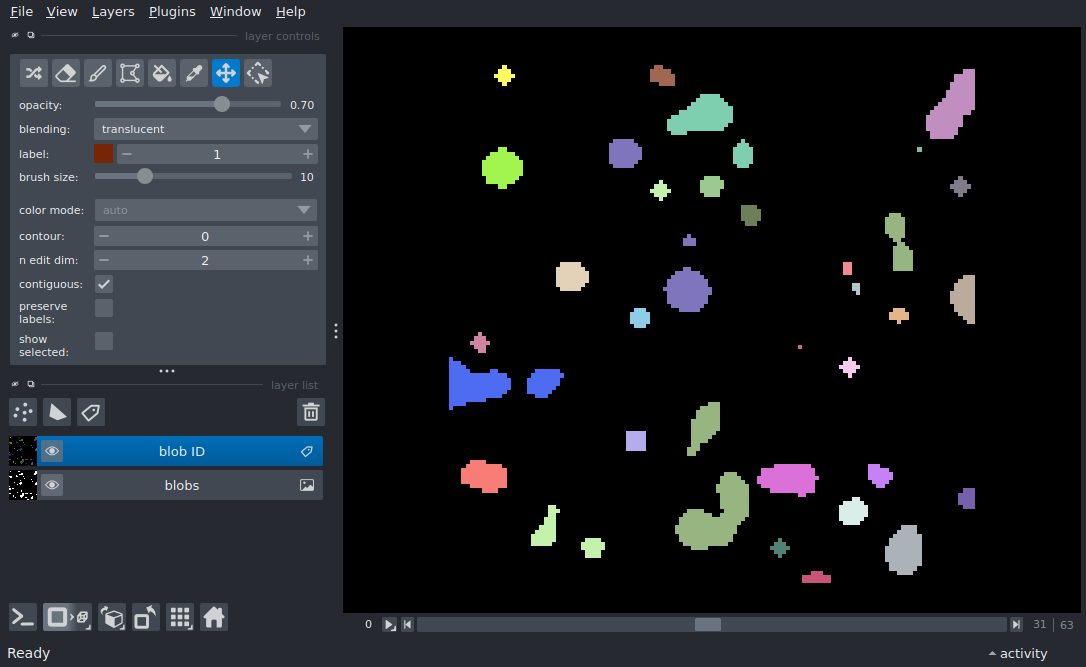 File View Layers Plugins Window Help
layer controls
opacity: 0.70
blending: translucent
label: 1
brush size: 10
color mode: auto
contour: 0
n edit dim: 2
contiguous:
preserve
labels:
show
selected:
layer list
blob ID
blobs
0 31 63
Ready activity